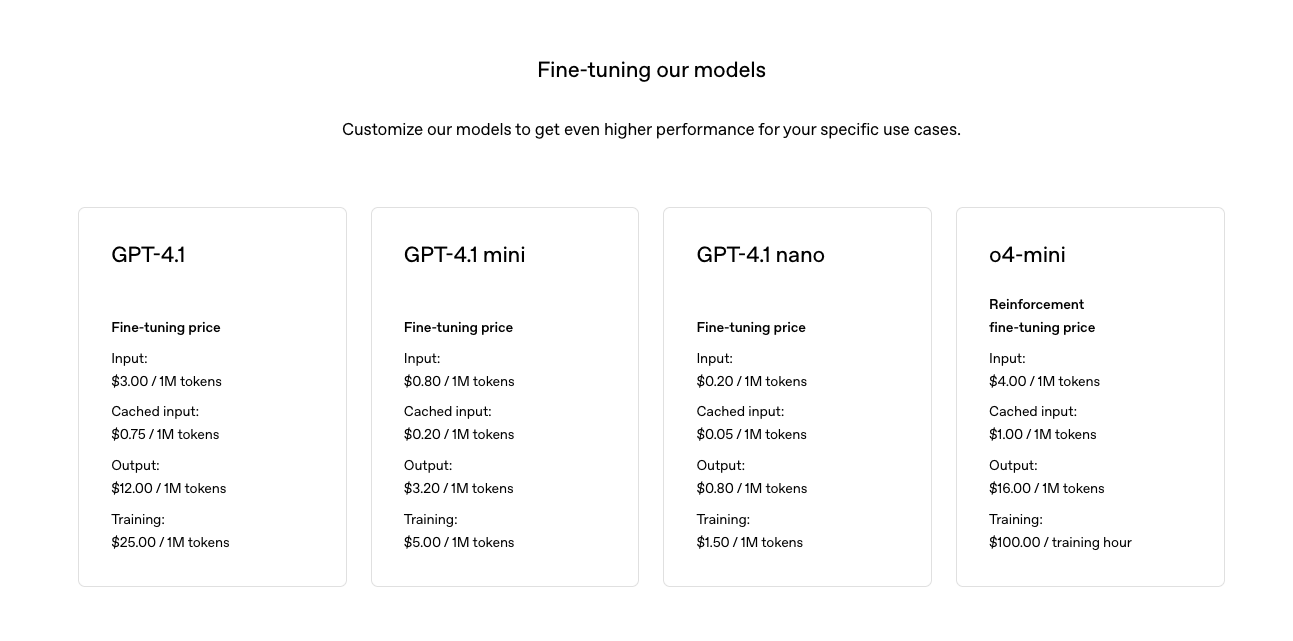 Fine-tuning our models
Customize our models to get even higher performance for your specific use cases.
GPT-4.1
Fine-tuning price
Input:
$3.00 / 1M tokens
Cached input:
$0.75 / 1M tokens
Output:
$12.00 / 1M tokens
Training:
$25.00 / 1M tokens
GPT-4.1 mini
Fine-tuning price
Input:
$0.80 / 1M tokens
Cached input:
$0.20 / 1M tokens
Output:
$3.20 / 1M tokens
Training:
$5.00 / 1M tokens
GPT-4.1 nano
Fine-tuning price
Input:
$0.20 / 1M tokens
Cached input:
$0.05 / 1M tokens
Output:
$0.80 / 1M tokens
Training:
$1.50 / 1M tokens
o4-mini
Reinforcement
fine-tuning price
Input:
$4.00 / 1M tokens
Cached input:
$1.00 / 1M tokens
Output:
$16.00 / 1M tokens
Training:
$100.00 / training hour